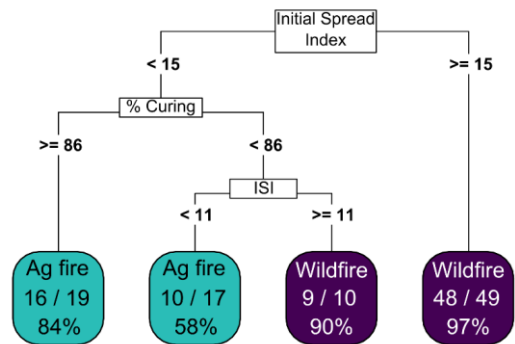 Initial Spread
Index
< 15
>= 15
% Curing
>= 86
< 86
ISI
< 11
>= 11
Ag fire
16 / 19
84%
Ag fire
10 / 17
58%
Wildfire
9 / 10
90%
Wildfire
48 / 49
97%